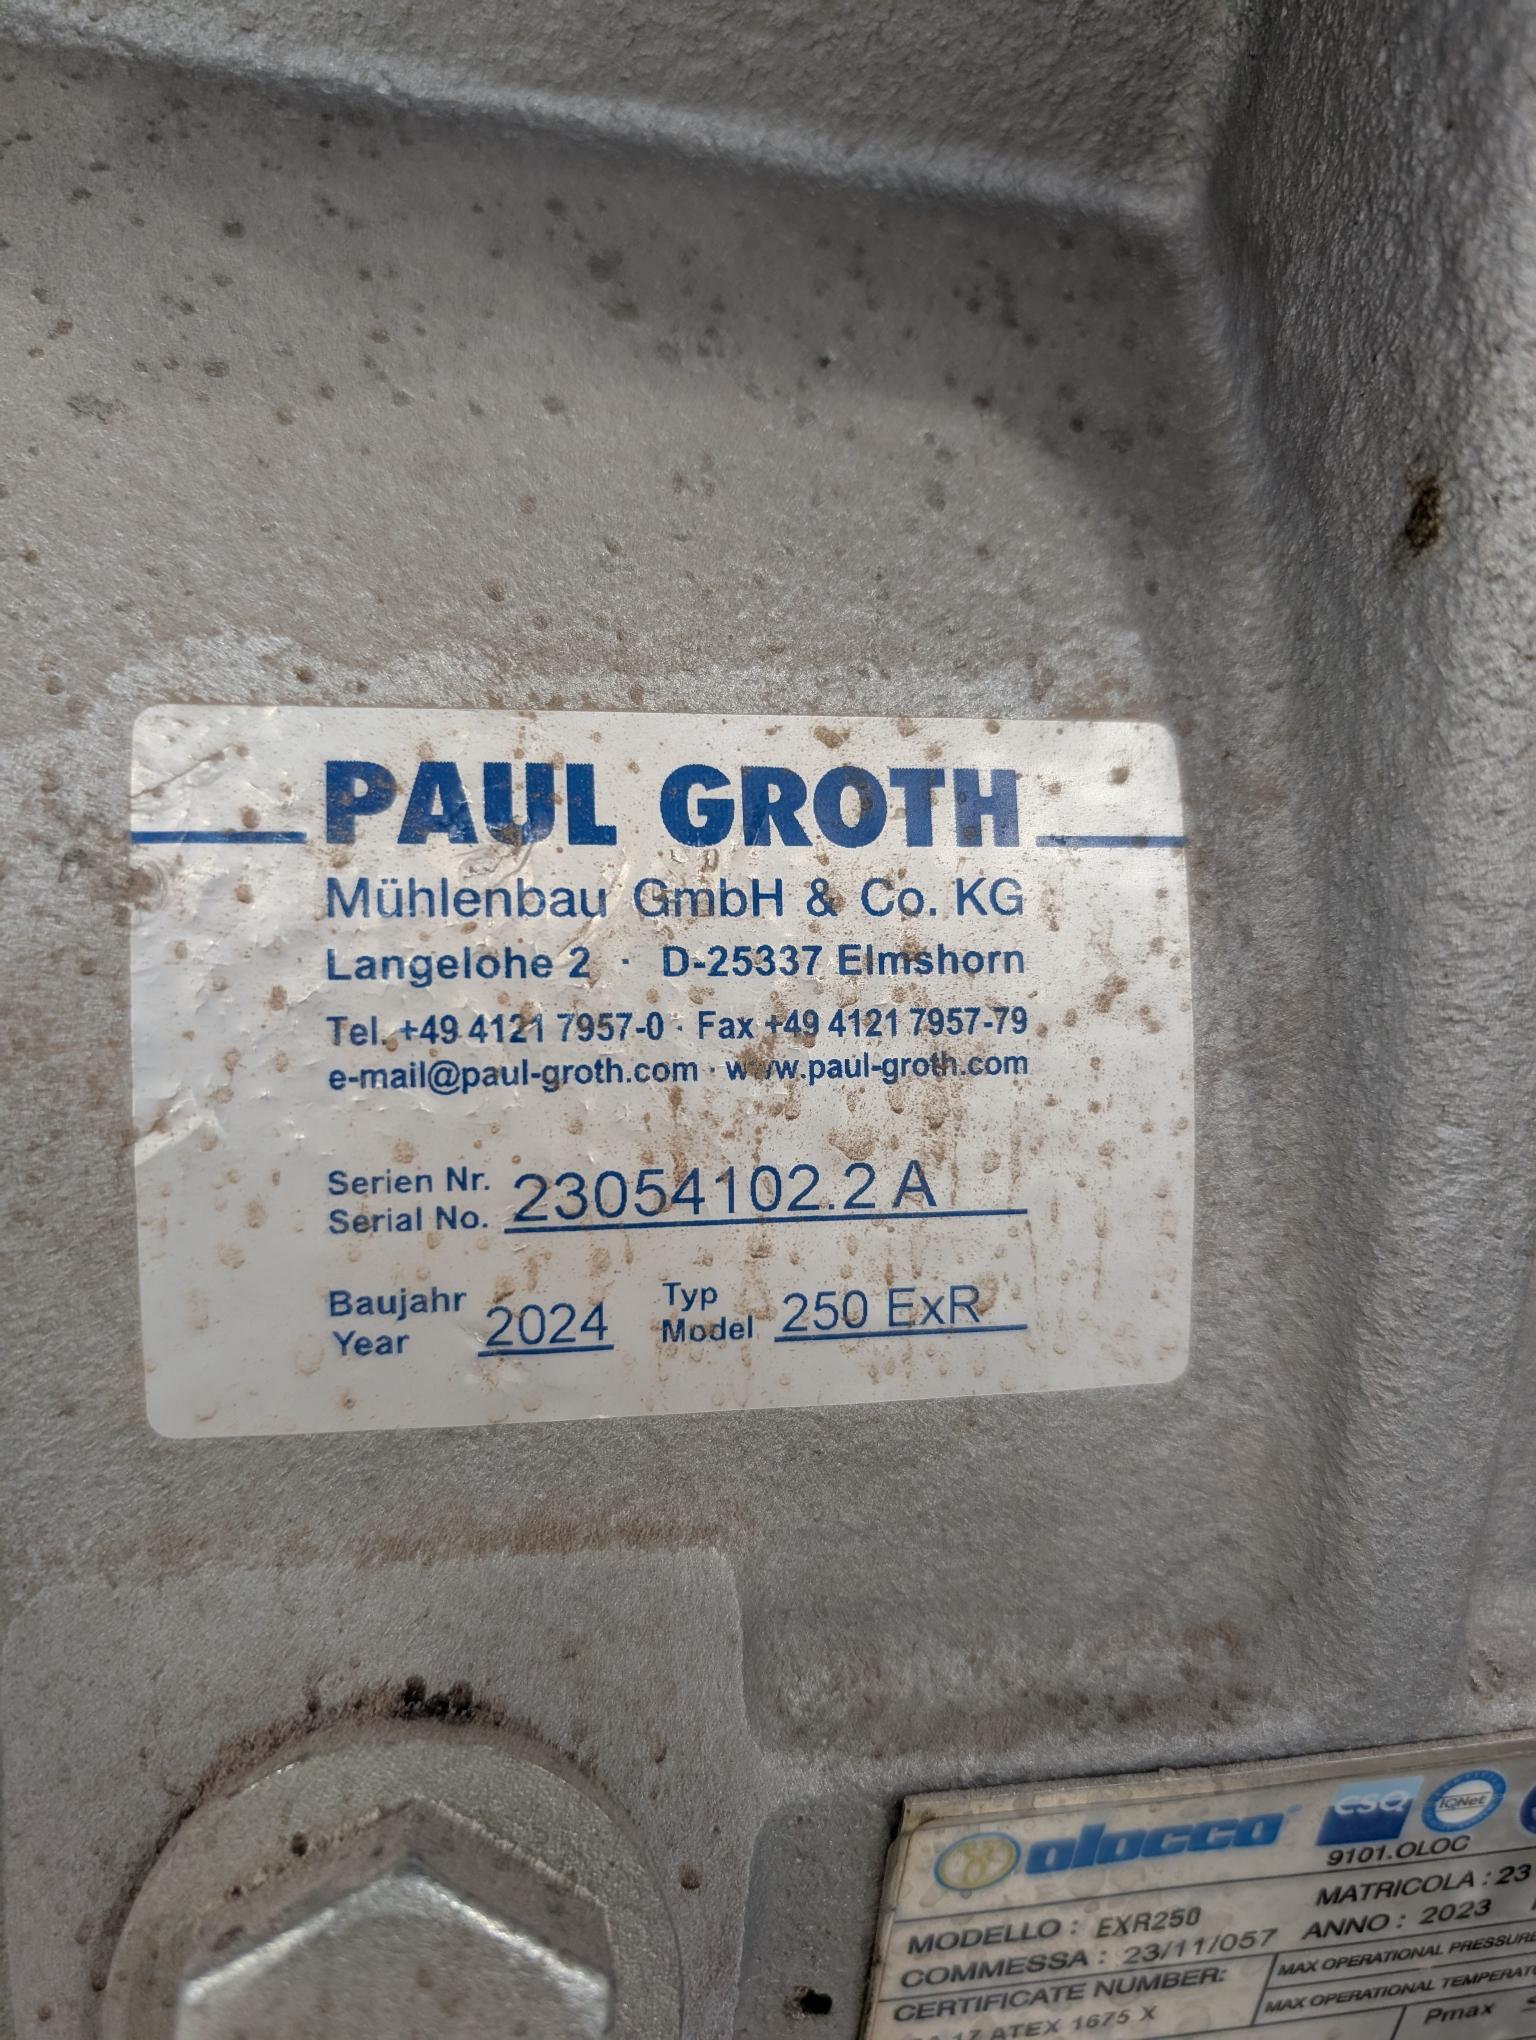 PAUL GROTH
Mühlenbau GmbH & Co. KG
Langelohe 2 · D-25337 Elmshorn
Tel. +49 4121 7957-0 · Fax +49 4121 7957-79
e-mail@paul-groth.com · www.paul-groth.com
Serien Nr.
Serial No. 23054102.2 A
Baujahr
Year 2024
Typ
Model 250 ExR
olocco CSQ IQNet
9101.OLOC
MODELLO : EXR250 MATRICOLA : 23
COMMESSA : 23/11/057 ANNO : 2023
CERTIFICATE NUMBER: MAX OPERATIONAL PRESSURE
17 ATEX 1675 X MAX OPERATIONAL
Pmax